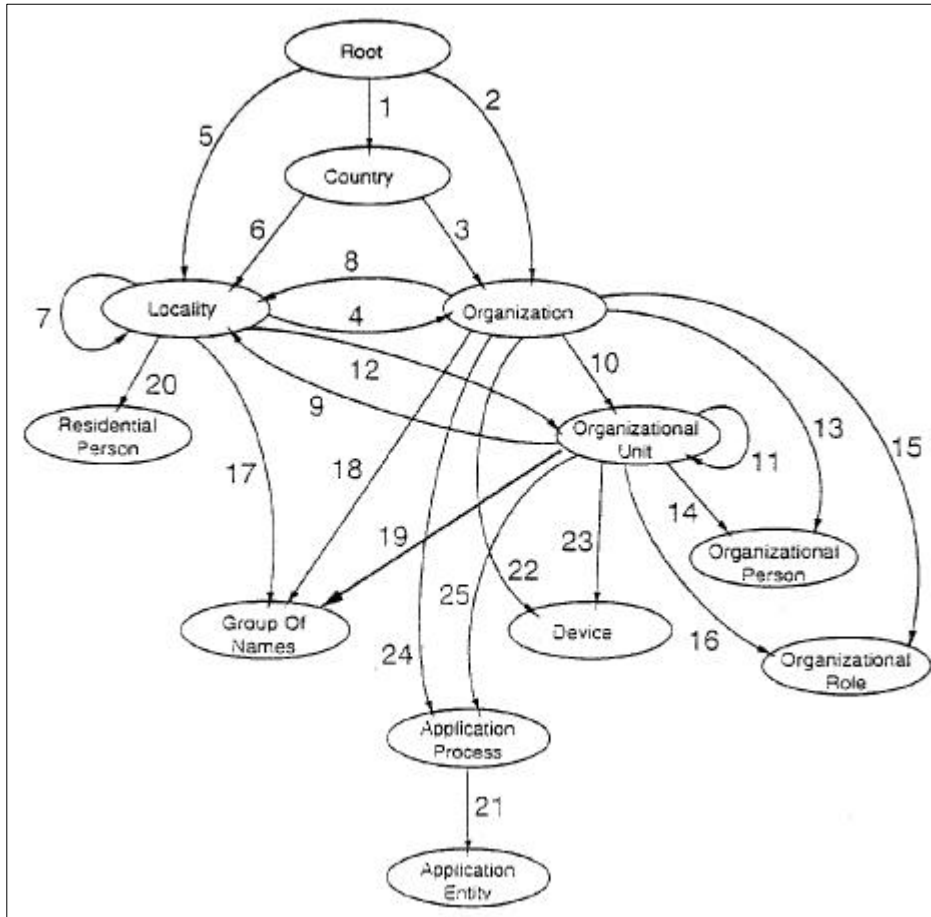 Root
1
2
5
Country
6
3
8
7
Locality
4
Organization
20
12
10
9
Residential
Person
Organizational
Unit
11
13
15
17
18
14
19
23
22
25
Organizational
Person
Group Of
Names
Device
24
16
Organizational
Role
Application
Process
21
Application
Entity